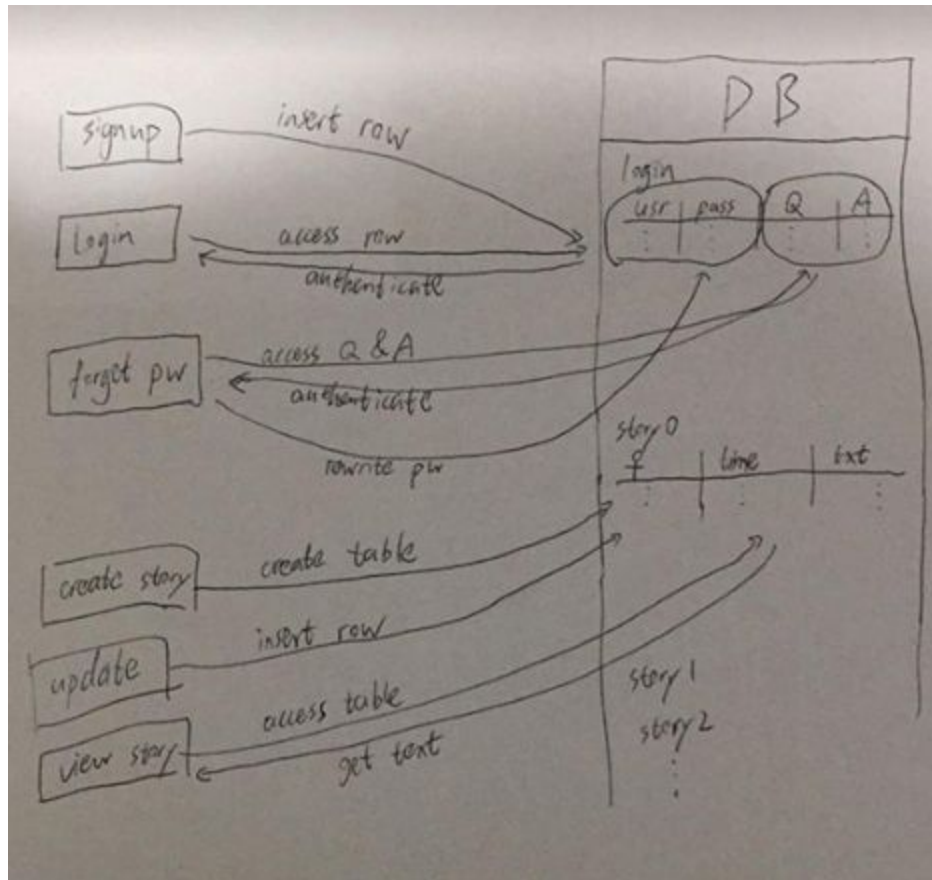 DB
signup
insert row
login
usr pass Q A
login
access row
authenticate
forget pw
access Q & A
authenticate
rewrite pw
story 0
time txt
create story
create table
update
insert row
view story
access table
get text
story 1
story 2